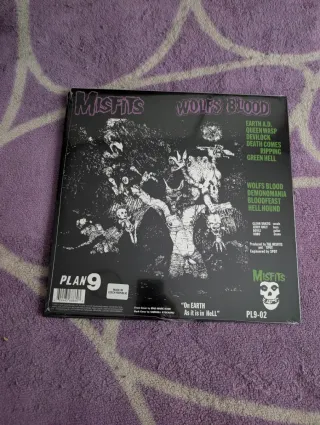 MISFITS
WOLFS BLOOD
EARTH A.D.
QUEEN WASP
DEVILOCK
DEATH COMES
RIPPING
GREEN HELL
WOLFS BLOOD
DEMONOMANIA
BLOODFEAST
HELL HOUND
PLAN 9
MISFITS
"On EARTH
As it is in HeLL"
PL9-02